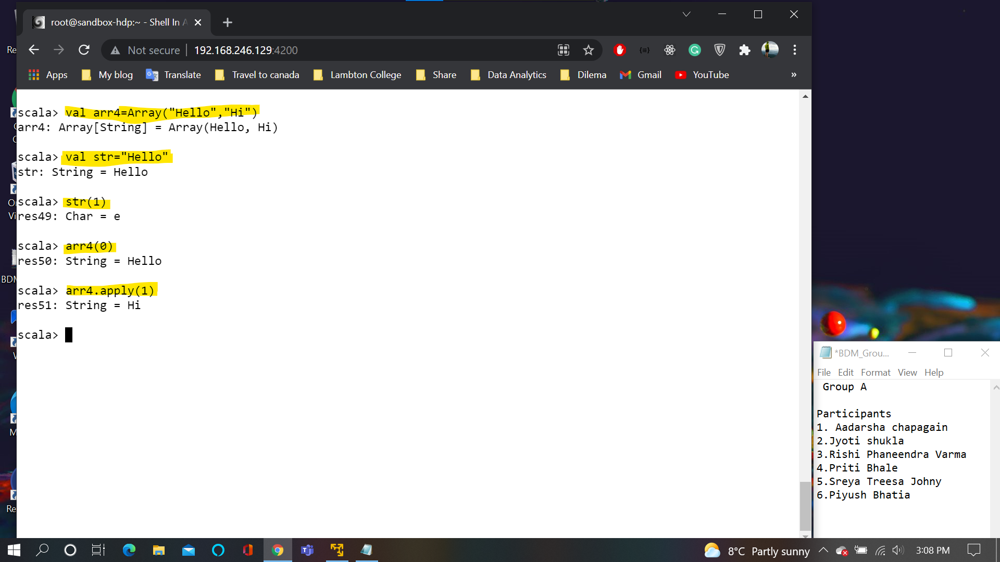 root@sandbox-hdp:~ - Shell In A
Not secure 192.168.246.129:4200
Apps My blog Translate Travel to canada Lambton College Share Data Analytics Dilema Gmail YouTube »
scala> val arr4=Array("Hello","Hi")
arr4: Array[String] = Array(Hello, Hi)
scala> val str="Hello"
str: String = Hello
scala> str(1)
res49: Char = e
scala> arr4(0)
res50: String = Hello
scala> arr4.apply(1)
res51: String = Hi
scala>
*BDM_Grou...
File Edit Format View Help
Group A
Participants
1. Aadarsha chapagain
2.Jyoti shukla
3.Rishi Phaneendra Varma
4.Priti Bhale
5.Sreya Treesa Johny
6.Piyush Bhatia
8°C Partly sunny 3:08 PM